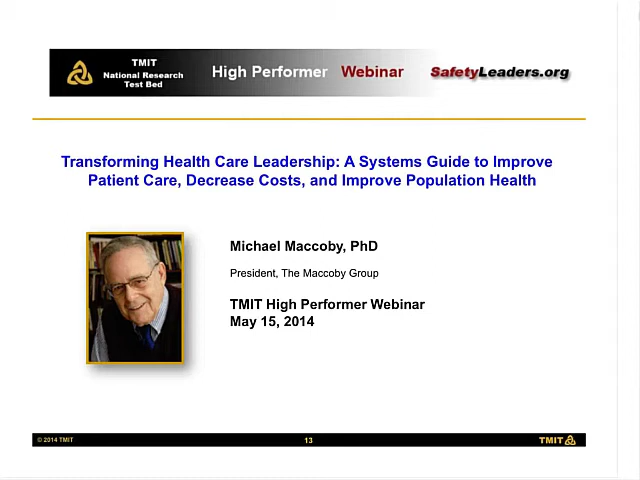 TMIT
National Research
Test Bed
High Performer Webinar
SafetyLeaders.org
Transforming Health Care Leadership: A Systems Guide to Improve
Patient Care, Decrease Costs, and Improve Population Health
Michael Maccoby, PhD
President, The Maccoby Group
TMIT High Performer Webinar
May 15, 2014
© 2014 TMIT
13
TMIT